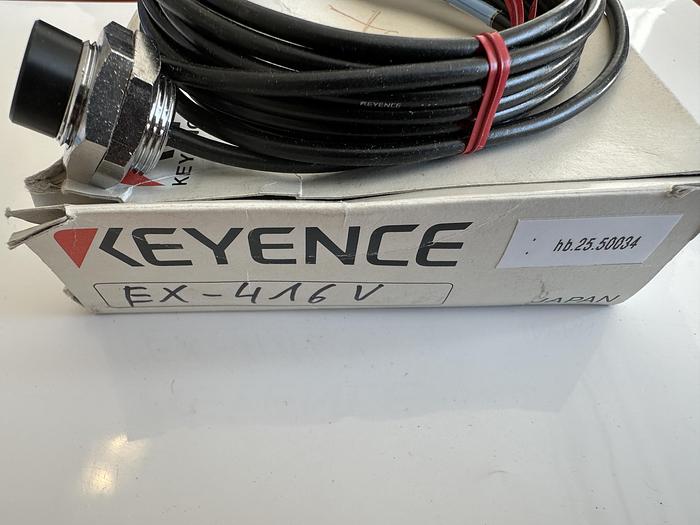 KEYENCE
KEYENCE
: hb.25.50034
EX-416V
JAPAN